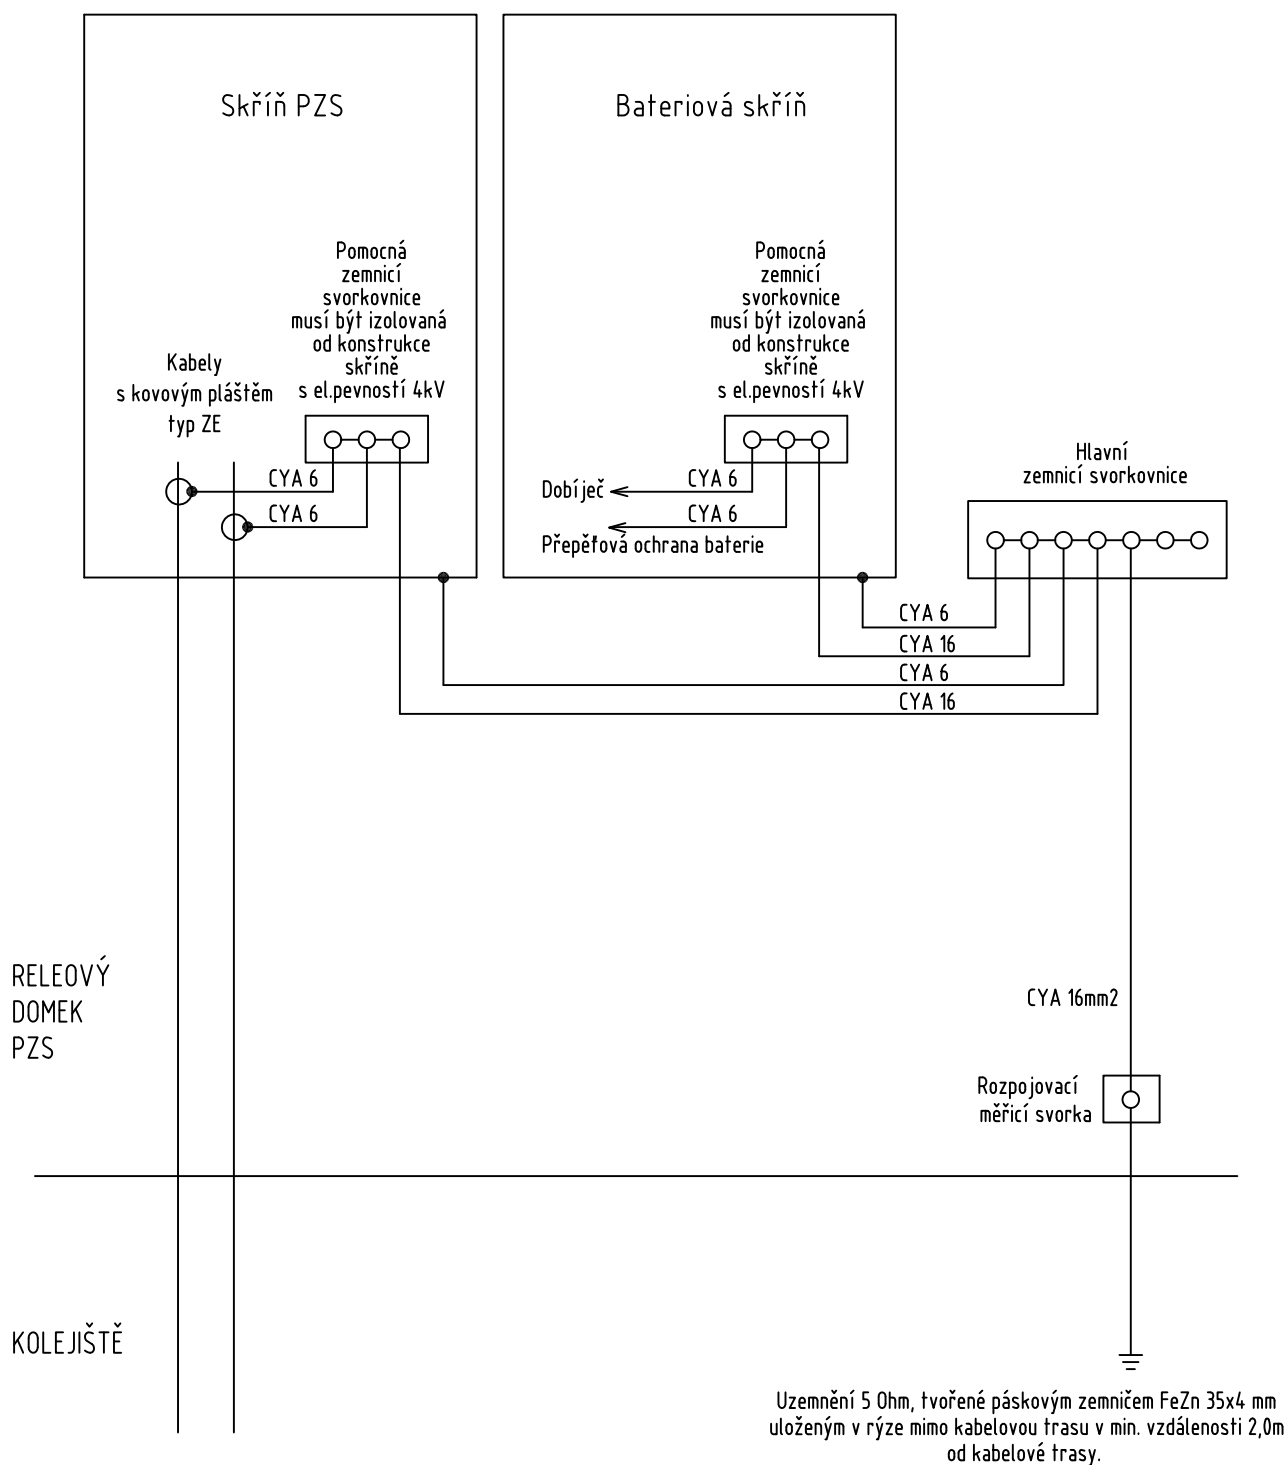 Skříň PZS
Bateriová skříň
Pomocná
zemnicí
svorkovnice
musí být izolovaná
od konstrukce
skříně
s el.pevností 4kV
Pomocná
zemnicí
svorkovnice
musí být izolovaná
od konstrukce
skříně
s el.pevností 4kV
Kabely
s kovovým pláštěm
typ ZE
Hlavní
zemnicí svorkovnice
CYA 6
CYA 6
CYA 6
Dobíječ
CYA 6
Přepěťová ochrana baterie
CYA 6
CYA 16
CYA 6
CYA 16
RELEOVÝ
DOMEK
PZS
CYA 16mm2
Rozpojovací
měřicí svorka
KOLEJIŠTĚ
Uzemnění 5 Ohm, tvořené páskovým zemničem FeZn 35x4 mm
uloženým v rýze mimo kabelovou trasu v min. vzdálenosti 2,0m
od kabelové trasy.